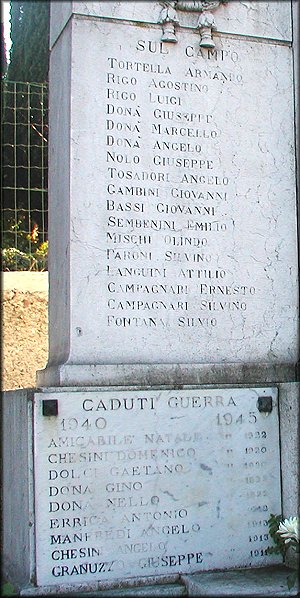 SUL CAMPO
TORTELLA ARMANDO
RIGO AGOSTINO
RIGO LUIGI
DONÀ GIUSEPPE
DONÀ MARCELLO
DONÀ ANGELO
NOLO GIUSEPPE
TOSADORI ANGELO
GAMBINI GIOVANNI
BASSI GIOVANNI
SEMBENINI EMILIO
MISCHI OLINDO
PARONI SILVINO
LANGUINI ATTILIO
CAMPAGNARI ERNESTO
CAMPAGNARI SILVINO
FONTANA SILVIO
CADUTI GUERRA
1940 1945
AMICABILE NATALE " 1922
CHESINI DOMENICO " 1920
DOLCI GAETANO
DONÀ GINO
DONÀ NELLO
ERRICA ANTONIO
MANFREDI ANGELO
CHESINI ANGELO
GIUSEPPE